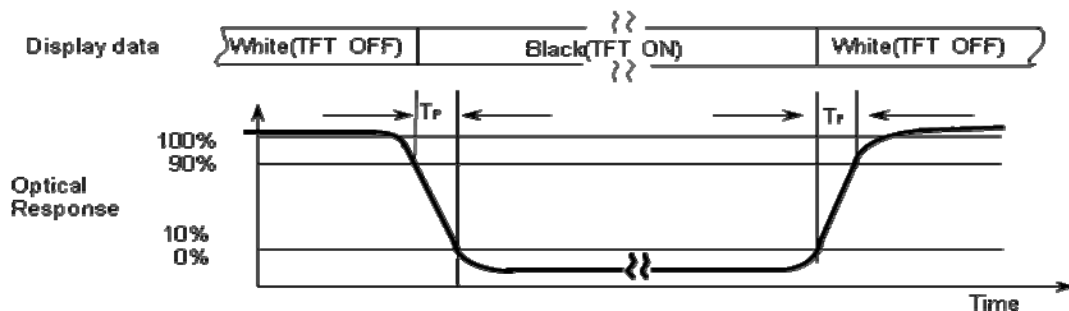 Display data White(TFT OFF) Black(TFT ON) White(TFT OFF)
TF TF
100%
90%
Optical
Response
10%
0%
Time